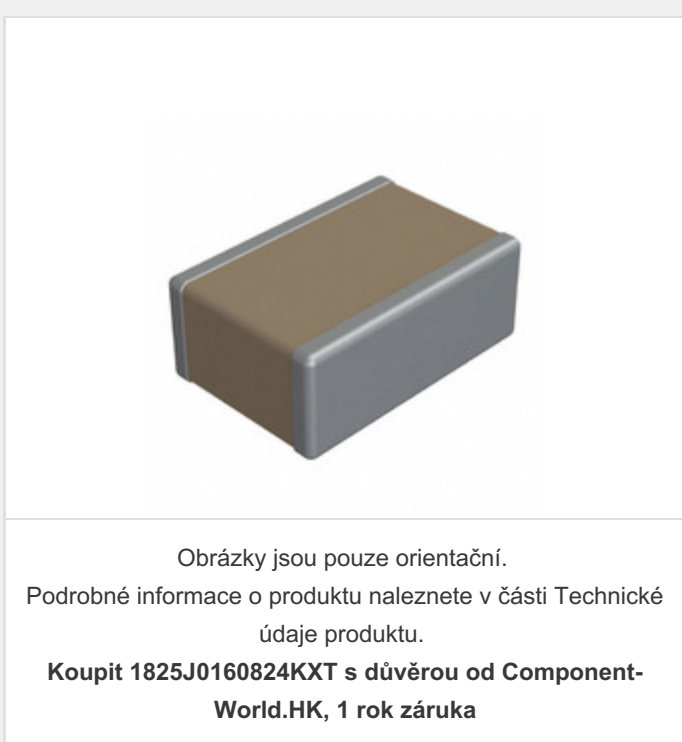 Obrázky jsou pouze orientační.
Podrobné informace o produktu naleznete v části Technické
údaje produktu.
Koupit 1825J0160824KXT s důvěrou od Component-
World.HK, 1 rok záruka